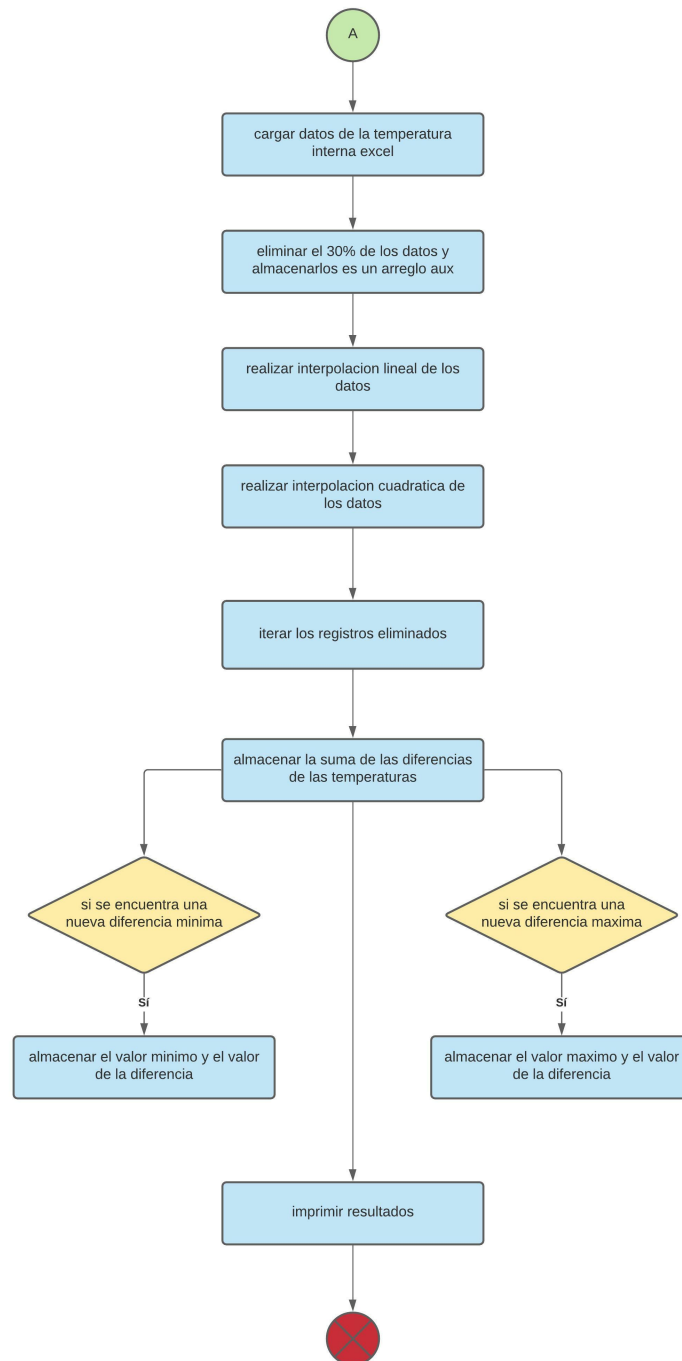 A
cargar datos de la temperatura
interna excel
eliminar el 30% de los datos y
almacenarlos es un arreglo aux
realizar interpolacion lineal de los
datos
realizar interpolacion cuadratica de
los datos
iterar los registros eliminados
almacenar la suma de las diferencias
de las temperaturas
si se encuentra una
nueva diferencia minima
si se encuentra una
nueva diferencia maxima
Sí
Sí
almacenar el valor minimo y el valor
de la diferencia
almacenar el valor maximo y el valor
de la diferencia
imprimir resultados